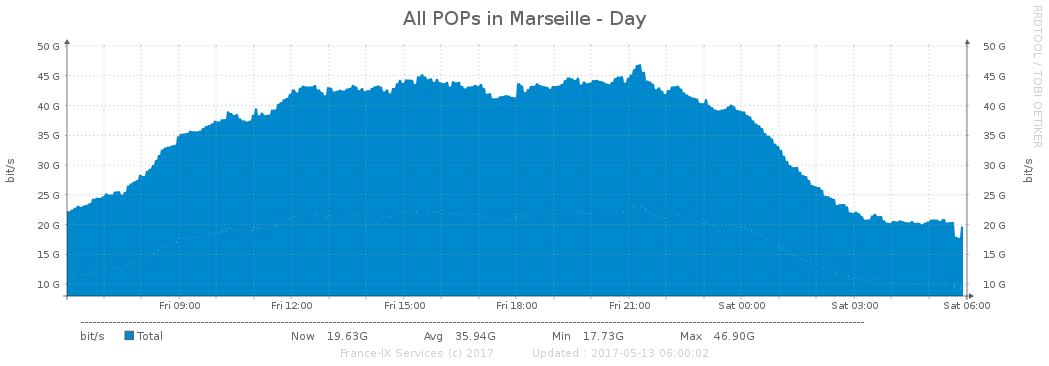 All POPs in Marseille - Day
RRDTOOL / TOBI OETIKER
50 G 50 G
45 G 45 G
40 G 40 G
35 G 35 G
30 G 30 G
25 G 25 G
20 G 20 G
15 G 15 G
10 G 10 G
bit/s
bit/s
Fri 09:00 Fri 12:00 Fri 15:00 Fri 18:00 Fri 21:00 Sat 00:00 Sat 03:00 Sat 06:00
bit/s Total Now 19.63G Avg 35.94G Min 17.73G Max 46.90G
France-IX Services (c) 2017 Updated : 2017-05-13 06:00:02